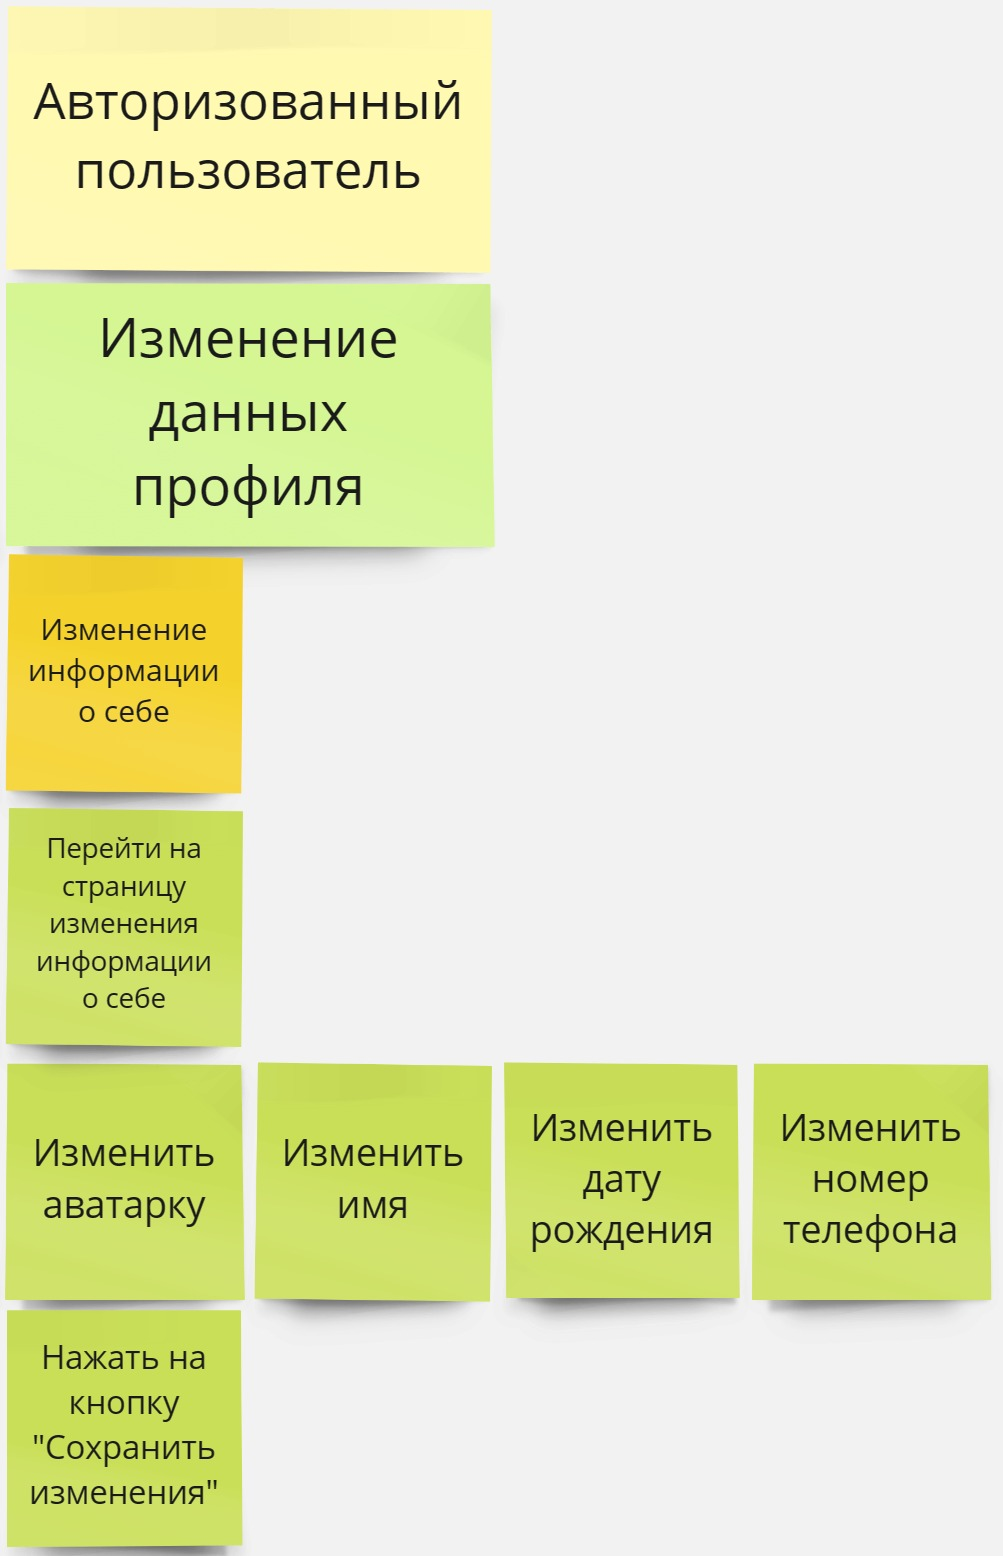 Авторизованный
пользователь
Изменение
данных
профиля
Изменение
информации
о себе
Перейти на
страницу
изменения
информации
о себе
Изменить
аватарку
Изменить
имя
Изменить
дату
рождения
Изменить
номер
телефона
Нажать на
кнопку
"Сохранить
изменения"